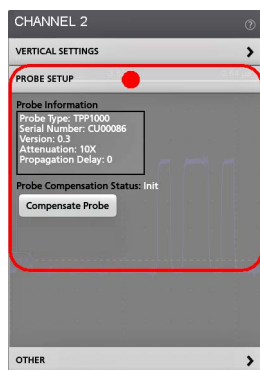 CHANNEL 2
?
VERTICAL SETTINGS
PROBE SETUP
Probe Information
Probe Type: TPP1000
Serial Number: CU00086
Version: 0.3
Attenuation: 10X
Propagation Delay: 0
Probe Compensation Status: Init
Compensate Probe
OTHER